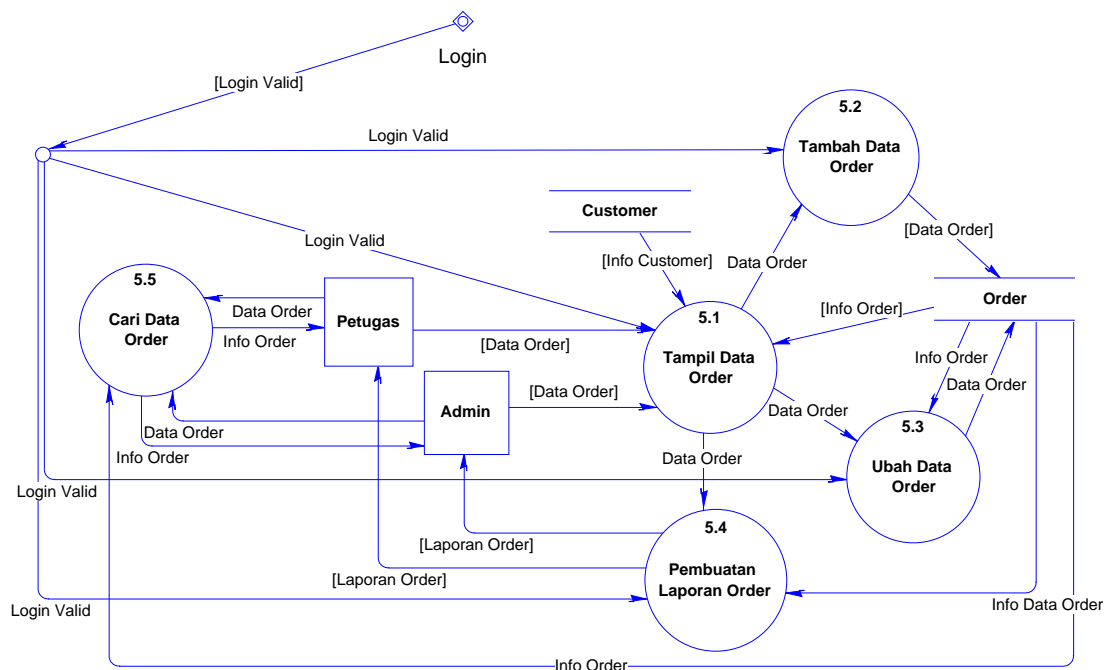 Login
[Login Valid]
5.2
Login Valid
Tambah Data
Order
Customer
[Data Order]
Login Valid
[Info Customer]
Data Order
5.5
Order
Data Order
Petugas
5.1
[Info Order]
Cari Data
Order
Info Order
[Data Order]
Tampil Data
Order
Info Order
Data Order
[Data Order]
Admin
Data Order
5.3
Data Order
Info Order
Data Order
Ubah Data
Order
Login Valid
5.4
[Laporan Order]
Pembuatan
Laporan Order
[Laporan Order]
Login Valid
Info Data Order
Info Order